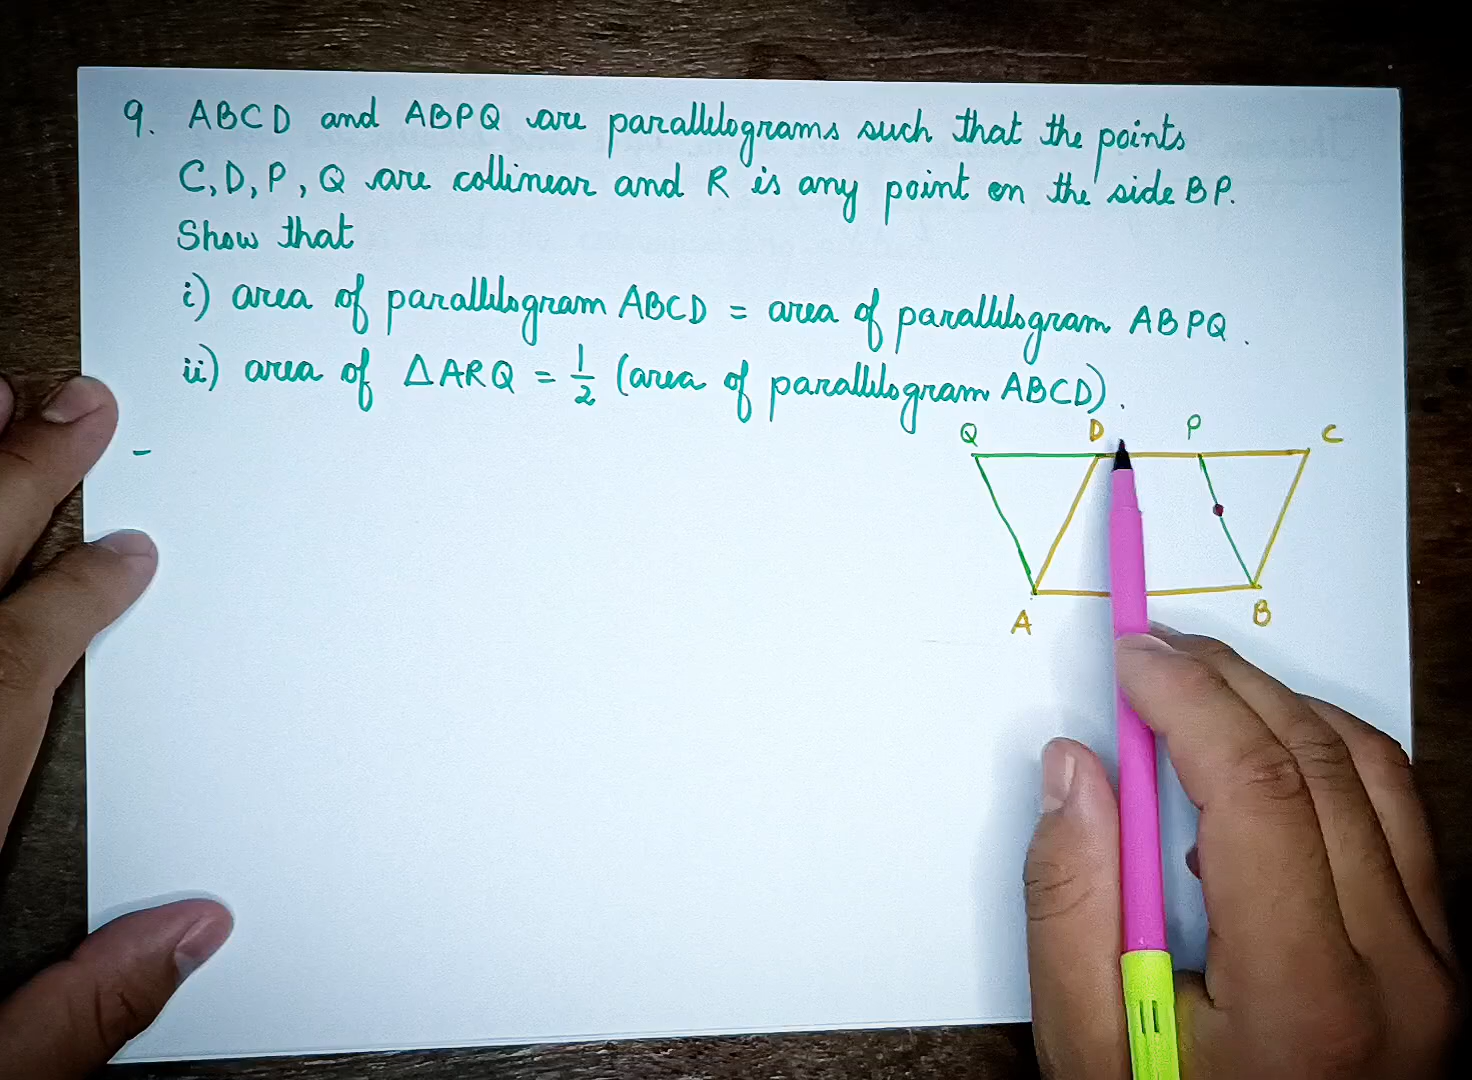 9. ABCD and ABPQ are parallelograms such that the points
C, D, P, Q are collinear and R is any point on the side BP.
Show that
i) area of parallelogram ABCD = area of parallelogram ABPQ.
ii) area of △ARQ = 1/2 (area of parallelogram ABCD).
Q D P C
-
A B